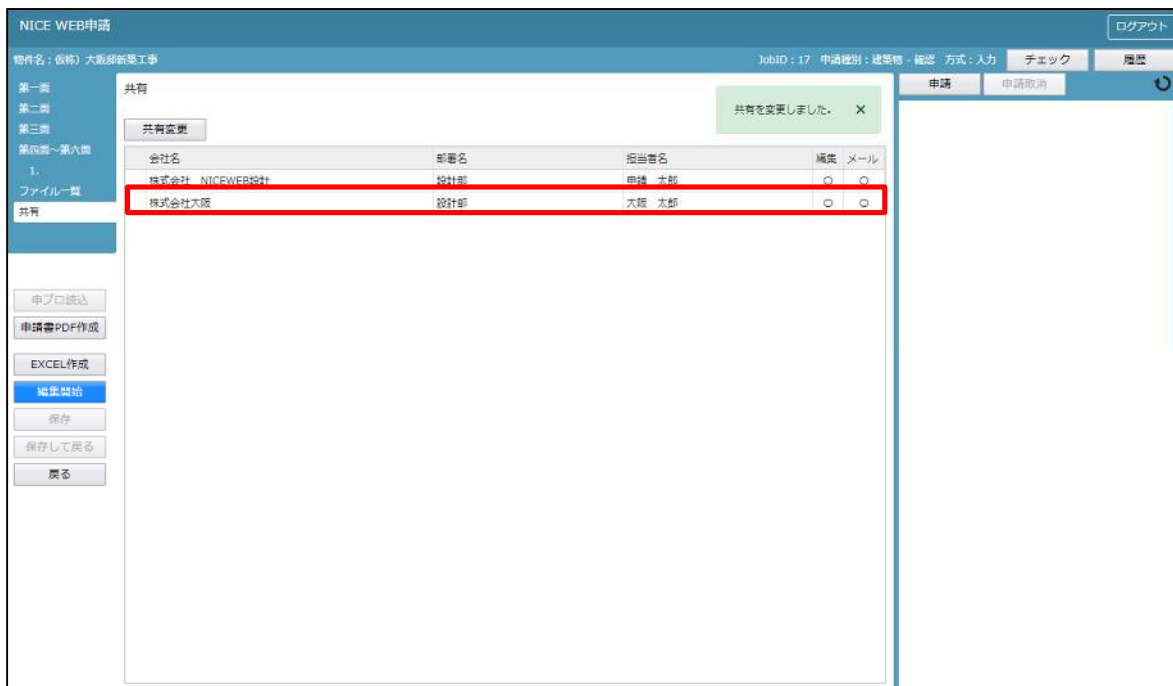 NICE WEB申請
ログアウト
物件名：(仮称）大阪邸新築工事
JobID：17 申請種別：建築物 - 確認 方式：入力
チェック
履歴
第一面
第二面
第三面
第四面～第六面
1.
ファイル一覧
共有
共有
共有を変更しました。 ×
申請
申請取消
共有変更
会社名 部署名 担当者名 編集 メール
株式会社 NICEWEB設計 設計部 申請 太郎 ○ ○
株式会社大阪 設計部 大阪 太郎 ○ ○
申プロ読込
申請書PDF作成
EXCEL作成
編集開始
保存
保存して戻る
戻る